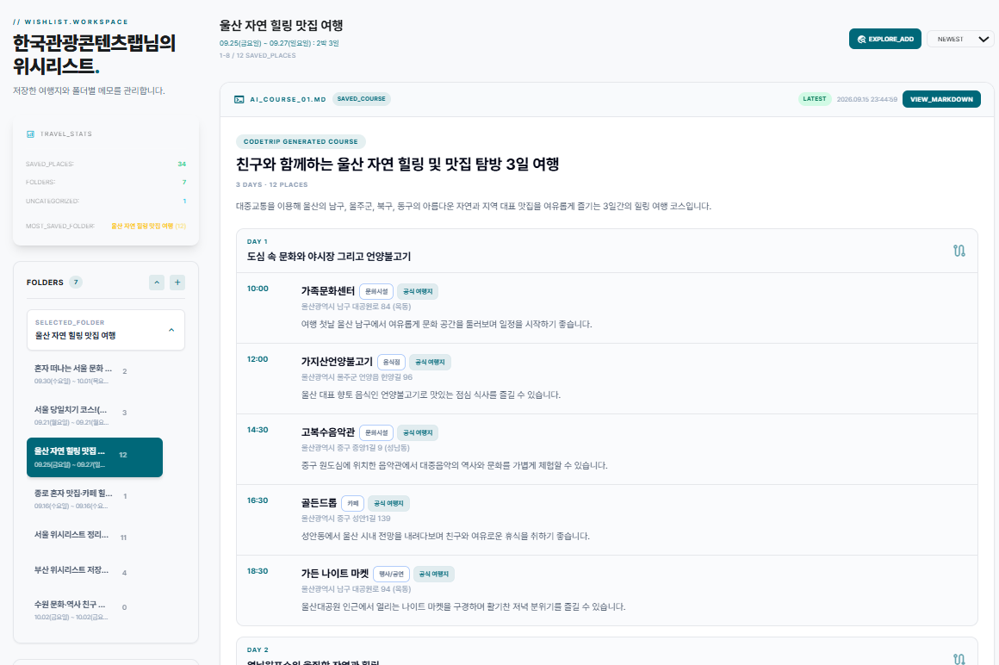 // WISHLIST.WORKSPACE
한국관광콘텐츠랩님의
위시리스트.
저장한 여행지와 폴더별 메모를 관리합니다.
TRAVEL_STATS
SAVED_PLACES: 34
FOLDERS: 7
UNCATEGORIZED: 1
MOST_SAVED_FOLDER: 울산 자연 힐링 맛집 여행 (12)
FOLDERS 7
SELECTED_FOLDER
울산 자연 힐링 맛집 여행
혼자 떠나는 서울 문화 ... 2
09.30(수요일) ~ 10.01(목요...
서울 당일치기 코스!(... 3
09.21(월요일) ~ 09.21(월요...
울산 자연 힐링 맛집 ... 12
09.25(금요일) ~ 09.27(일...
종로 혼자 맛집·카페 힐... 1
09.16(수요일) ~ 09.16(수요...
서울 위시리스트 정리... 11
부산 위시리스트 저장... 4
수원 문화·역사 친구 ... 0
10.02(금요일) ~ 10.02(금요...
울산 자연 힐링 맛집 여행
09.25(금요일) ~ 09.27(일요일) : 2박 3일
1-8 / 12 SAVED_PLACES
EXPLORE_ADD
NEWEST
AI_COURSE_01.MD SAVED_COURSE
LATEST 2026.09.15 23:44:59 VIEW_MARKDOWN
CODETRIP GENERATED COURSE
친구와 함께하는 울산 자연 힐링 및 맛집 탐방 3일 여행
3 DAYS · 12 PLACES
대중교통을 이용해 울산의 남구, 울주군, 북구, 동구의 아름다운 자연과 지역 대표 맛집을 여유롭게 즐기는 3일간의 힐링 여행 코스입니다.
DAY 1
도심 속 문화와 야시장 그리고 언양불고기
10:00 가족문화센터 문화시설 공식 여행지
울산광역시 남구 대공원로 84 (옥동)
여행 첫날 울산 남구에서 여유롭게 문화 공간을 둘러보며 일정을 시작하기 좋습니다.
12:00 가지산언양불고기 음식점 공식 여행지
울산광역시 울주군 언양읍 헌양길 96
울산 대표 향토 음식인 언양불고기로 맛있는 점심 식사를 즐길 수 있습니다.
14:30 고복수음악관 문화시설 공식 여행지
울산광역시 중구 중앙1길 9 (성남동)
중구 원도심에 위치한 음악관에서 대중음악의 역사와 문화를 가볍게 체험할 수 있습니다.
16:30 골든드롭 카페 공식 여행지
울산광역시 중구 성안1길 139
성안동에서 울산 시내 전망을 내려다보며 친구와 여유로운 휴식을 취하기 좋습니다.
18:30 가든 나이트 마켓 행사/공연 공식 여행지
울산광역시 남구 대공원로 94 (옥동)
울산대공원 인근에서 열리는 나이트 마켓을 구경하며 활기찬 저녁 분위기를 즐길 수 있습니다.
DAY 2